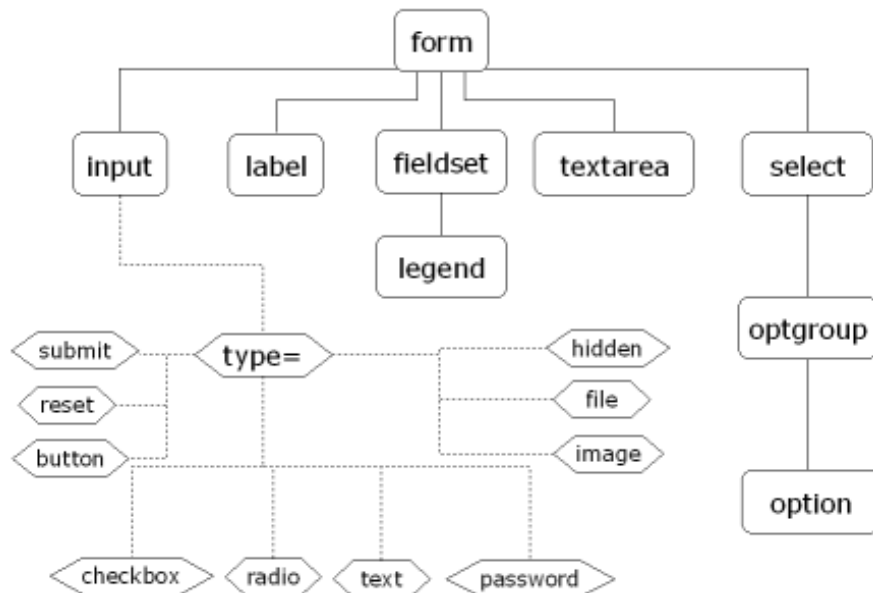 form
input
label
fieldset
textarea
select
legend
optgroup
submit
type=
hidden
reset
file
button
image
option
checkbox
radio
text
password